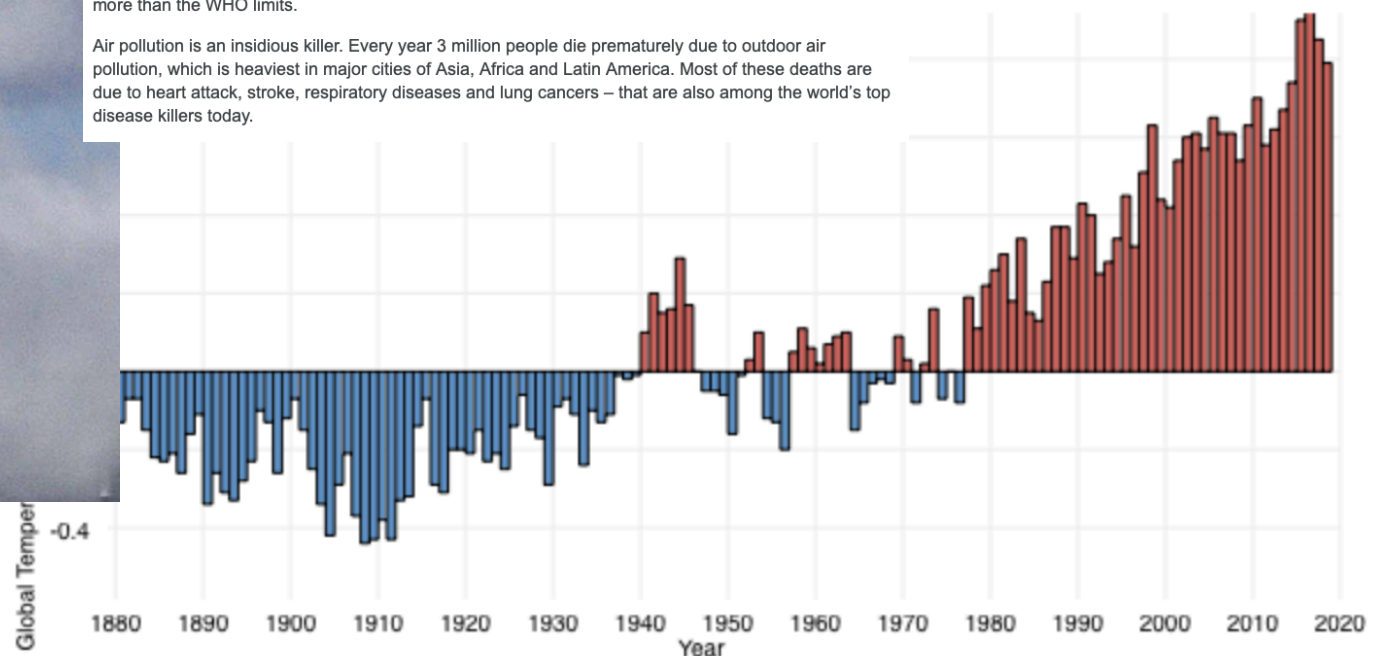 more than the WHO limits.
Air pollution is an insidious killer. Every year 3 million people die prematurely due to outdoor air
pollution, which is heaviest in major cities of Asia, Africa and Latin America. Most of these deaths are
due to heart attack, stroke, respiratory diseases and lung cancers – that are also among the world's top
disease killers today.
-0.4
Global Temper
1880 1890 1900 1910 1920 1930 1940 1950 1960 1970 1980 1990 2000 2010 2020
Year